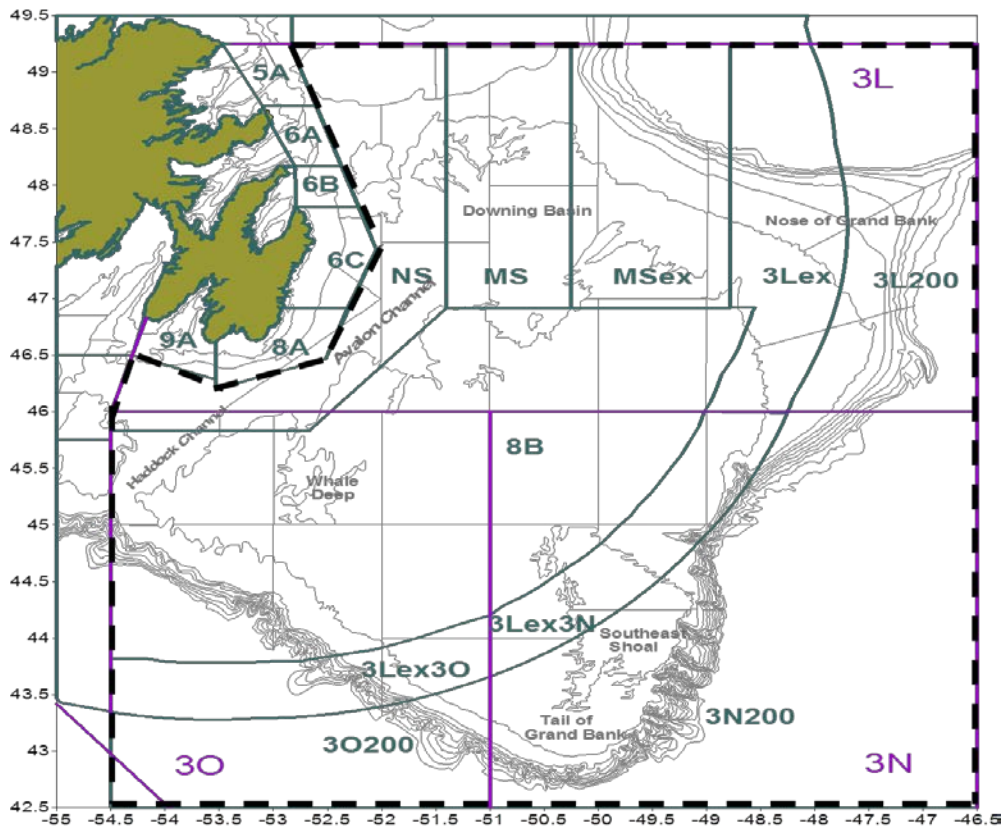 49.5
49
48.5
48
47.5
47
46.5
46
45.5
45
44.5
44
43.5
43
42.5
5A
3L
6A
6B
Downing Basin
Nose of Grand Bank
6C
NS
MS
MSex
3Lex
3L200
Avalon Channel
9A
8A
Haddock Channel
8B
Whale
Deep
3Lex3N
Southeast
Shoal
3Lex3O
Tail of
Grand Bank
3N200
3O200
3O
3N
-55 -54.5 -54 -53.5 -53 -52.5 -52 -51.5 -51 -50.5 -50 -49.5 -49 -48.5 -48 -47.5 -47 -46.5